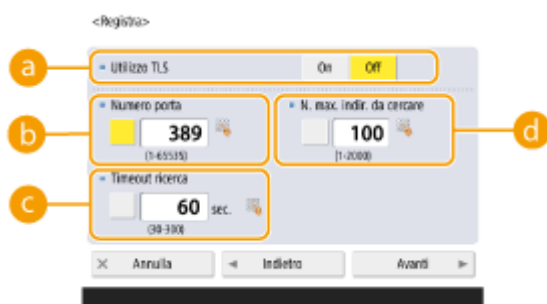 <Registra>
a
Utilizzo TLS
On
Off
b
Numero porta
389
(1-65535)
N. max. indir. da cercare
100
(1-2000)
d
c
Timeout ricerca
60 sec.
(30-300)
× Annulla
◄ Indietro
Avanti ►